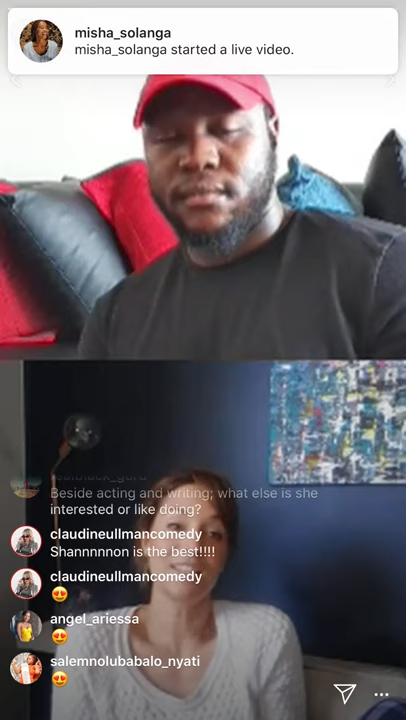 misha_solanga
misha_solanga started a live video.
Beside acting and writing; what else is she
interested or like doing?
claudineullmancomedy
Shannnnnon is the best!!!!
claudineullmancomedy
angel_ariessa
salemnolubabalo_nyati